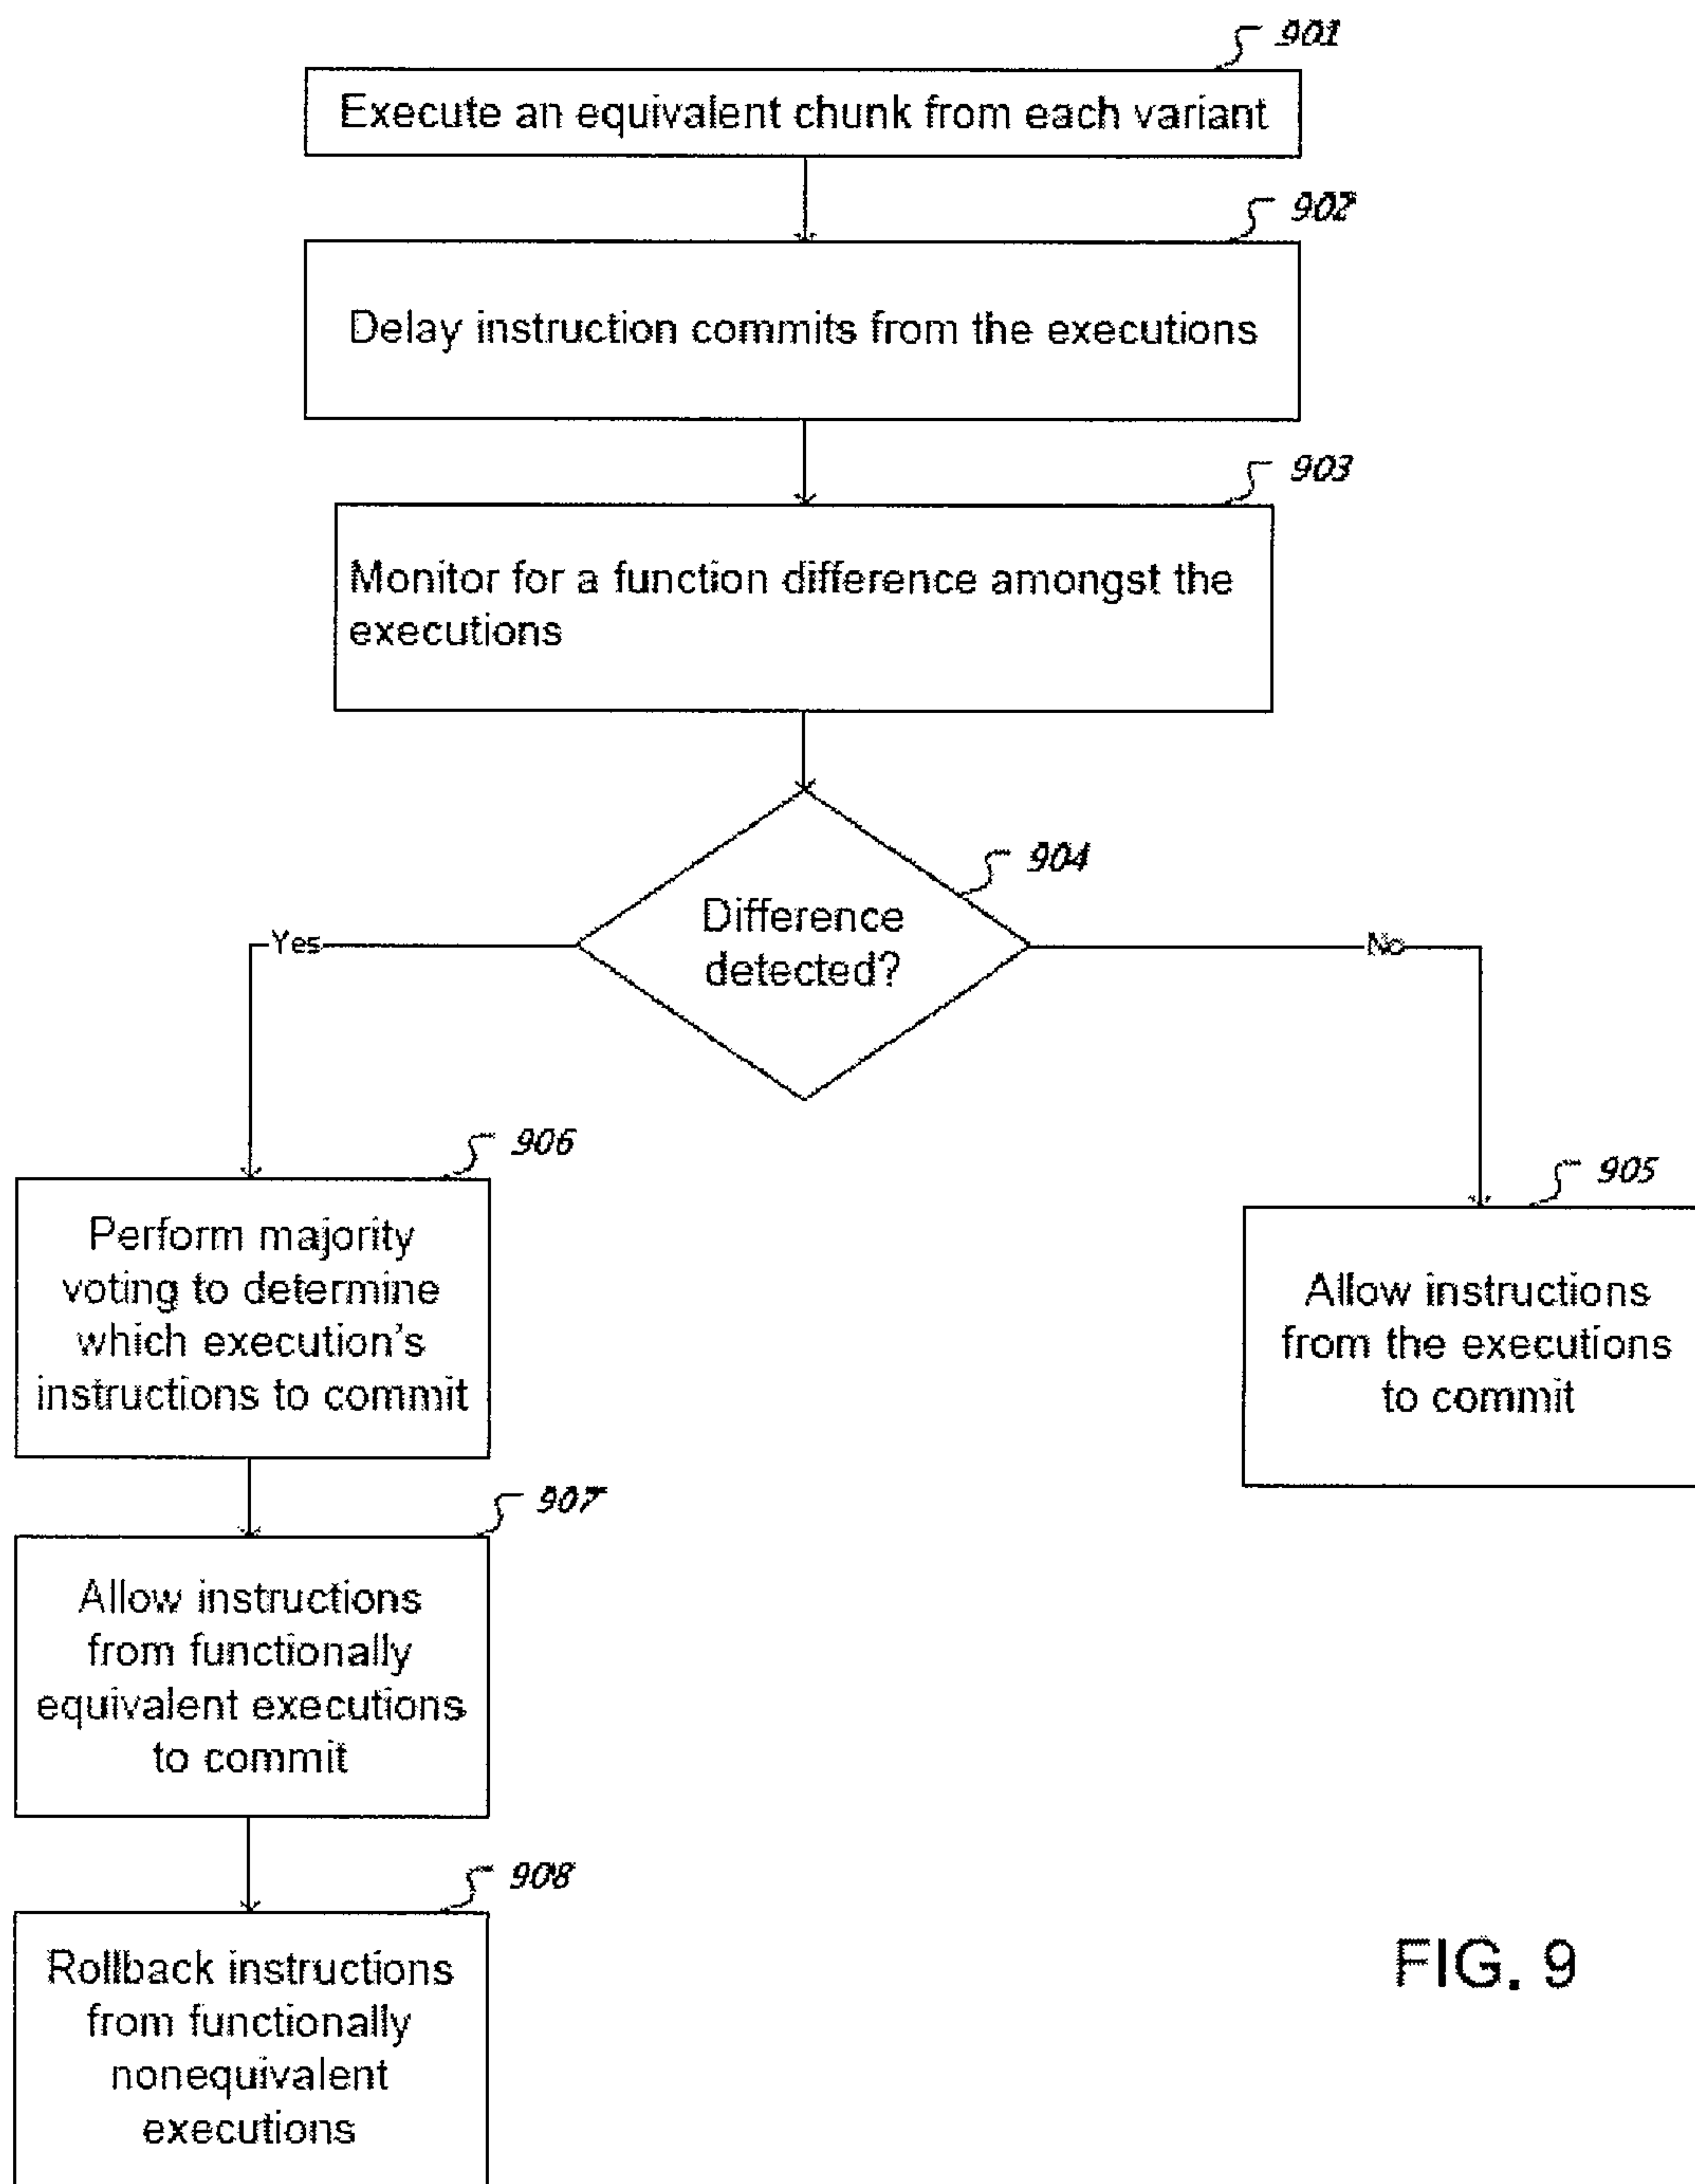 901
Execute an equivalent chunk from each variant
902
Delay instruction commits from the executions
903
Monitor for a function difference amongst the
executions
904
Difference
detected?
Yes
No
906
Perform majority
voting to determine
which execution's
instructions to commit
905
Allow instructions
from the executions
to commit
907
Allow instructions
from functionally
equivalent executions
to commit
908
Rollback instructions
from functionally
nonequivalent
executions
FIG. 9